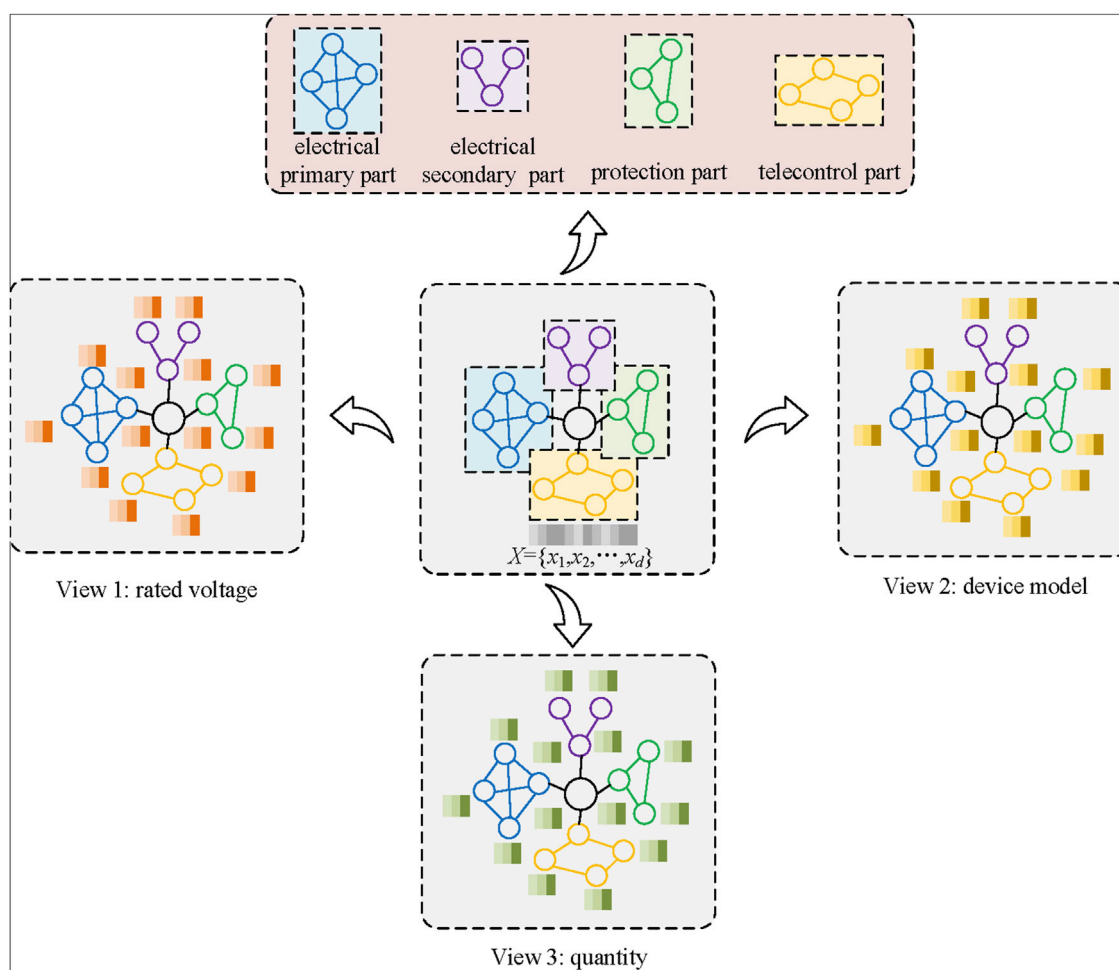 electrical primary part
electrical secondary part
protection part
telecontrol part
X={x1,x2,⋯,xd}
View 1: rated voltage
View 2: device model
View 3: quantity